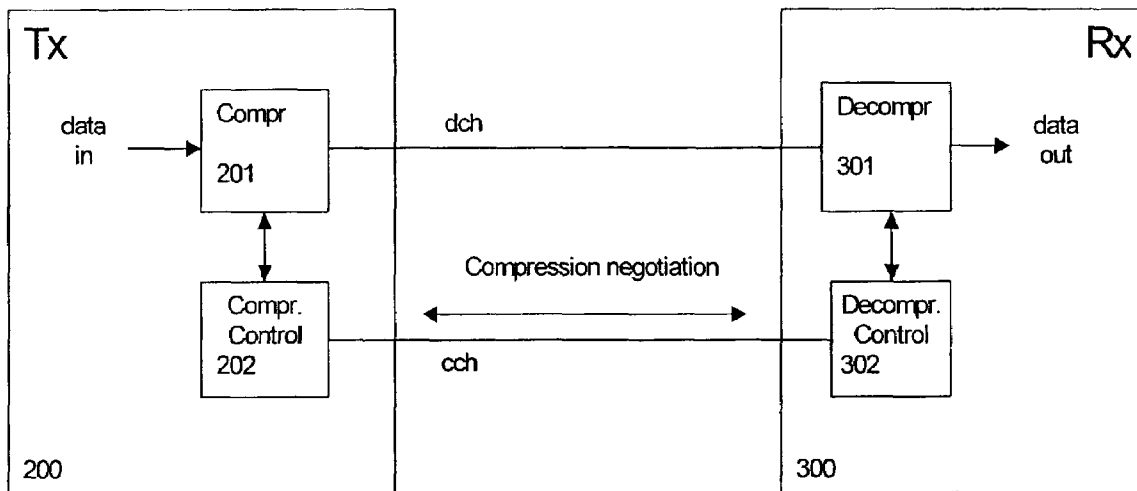 Tx
Rx
data
in
Compr
201
dch
Decompr
301
data
out
Compression negotiation
Compr.
Control
202
cch
Decompr.
Control
302
200
300